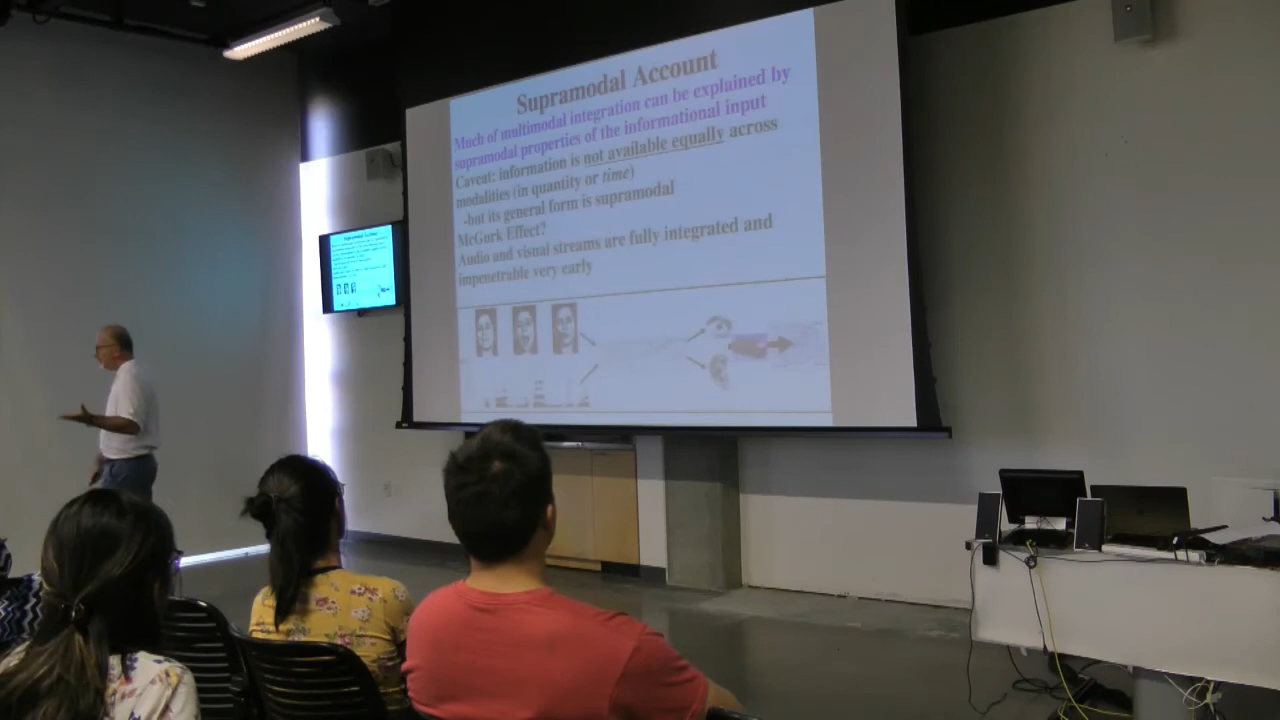 Supramodal Account
Much of multimodal integration can be explained by
supramodal properties of the informational input
Caveat: information is not available equally across
modalities (in quantity or time)
-but its general form is supramodal
McGurk Effect?
Audio and visual streams are fully integrated and
impenetrable very early